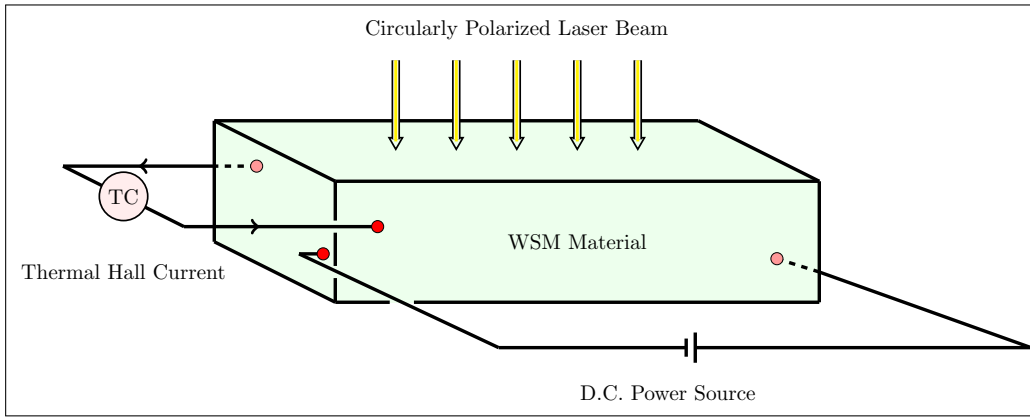 Circularly Polarized Laser Beam
TC
WSM Material
Thermal Hall Current
D.C. Power Source